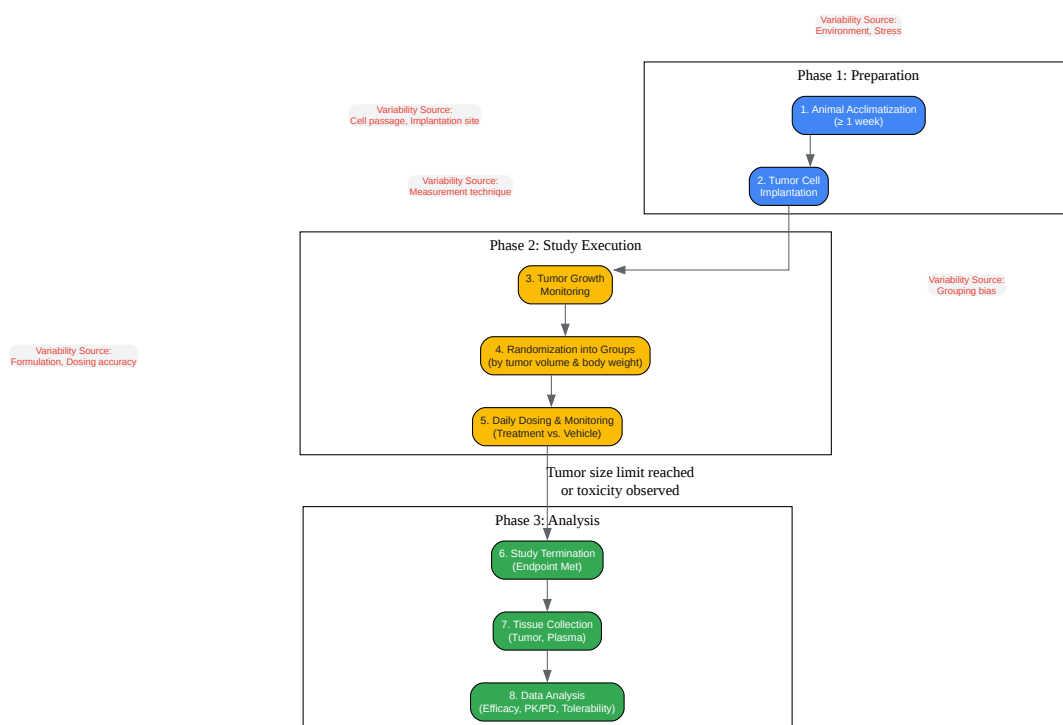 Variability Source:
Environment, Stress
Phase 1: Preparation
1. Animal Acclimatization
(≥ 1 week)
Variability Source:
Cell passage, Implantation site
2. Tumor Cell
Implantation
Variability Source:
Measurement technique
Phase 2: Study Execution
3. Tumor Growth
Monitoring
Variability Source:
Grouping bias
4. Randomization into Groups
(by tumor volume & body weight)
Variability Source:
Formulation, Dosing accuracy
5. Daily Dosing & Monitoring
(Treatment vs. Vehicle)
Tumor size limit reached
or toxicity observed
Phase 3: Analysis
6. Study Termination
(Endpoint Met)
7. Tissue Collection
(Tumor, Plasma)
8. Data Analysis
(Efficacy, PK/PD, Tolerability)